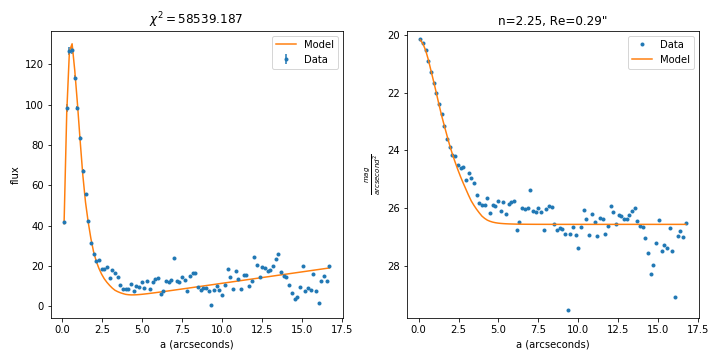 χ² = 58539.187
Model
Data
flux
120
100
80
60
40
20
0
0.0 2.5 5.0 7.5 10.0 12.5 15.0 17.5
a (arcseconds)
n=2.25, Re=0.29"
Data
Model
mag
arcsecond²
20
22
24
26
28
0.0 2.5 5.0 7.5 10.0 12.5 15.0 17.5
a (arcseconds)